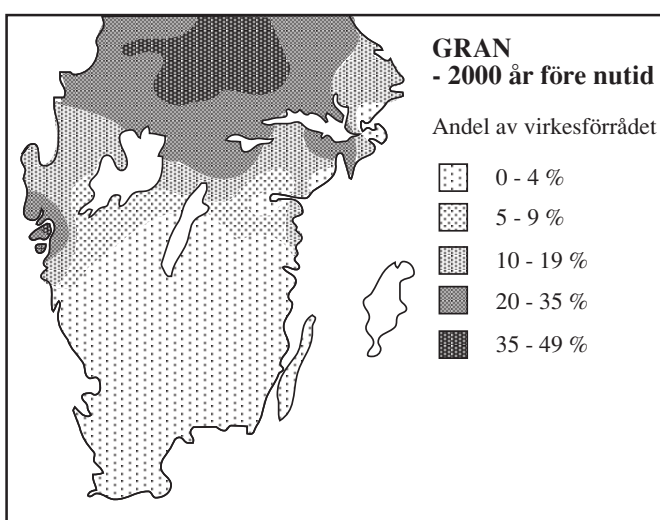 GRAN
- 2000 år före nutid
Andel av virkesförrådet
0 - 4 %
5 - 9 %
10 - 19 %
20 - 35 %
35 - 49 %